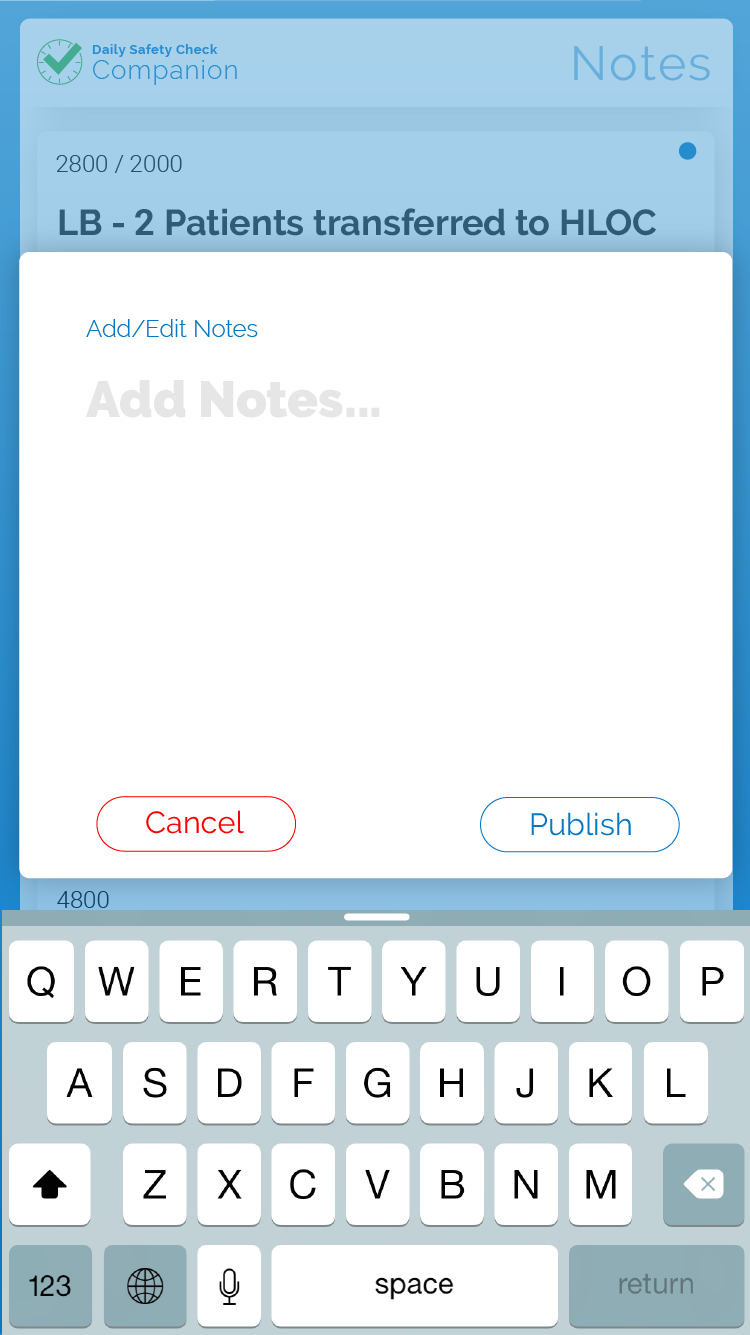 Daily Safety Check
Companion
Notes
2800 / 2000
LB - 2 Patients transferred to HLOC
Add/Edit Notes
Add Notes...
Cancel
Publish
4800
Q W E R T Y U I O P
A S D F G H J K L
Z X C V B N M
123 space return